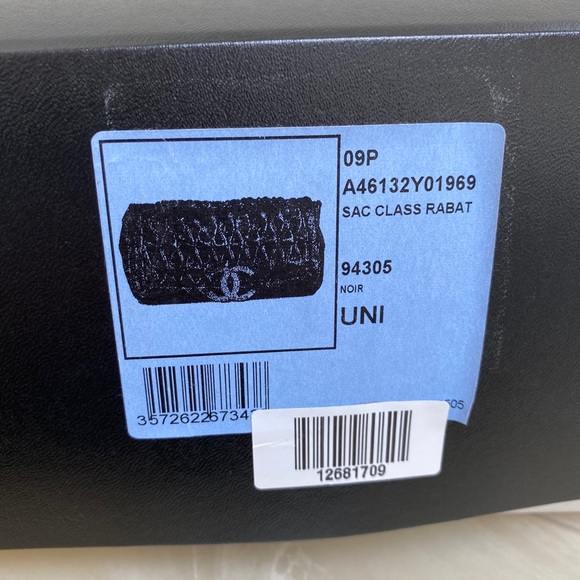 09P
A46132Y01969
SAC CLASS RABAT
94305
NOIR
UNI
12681709